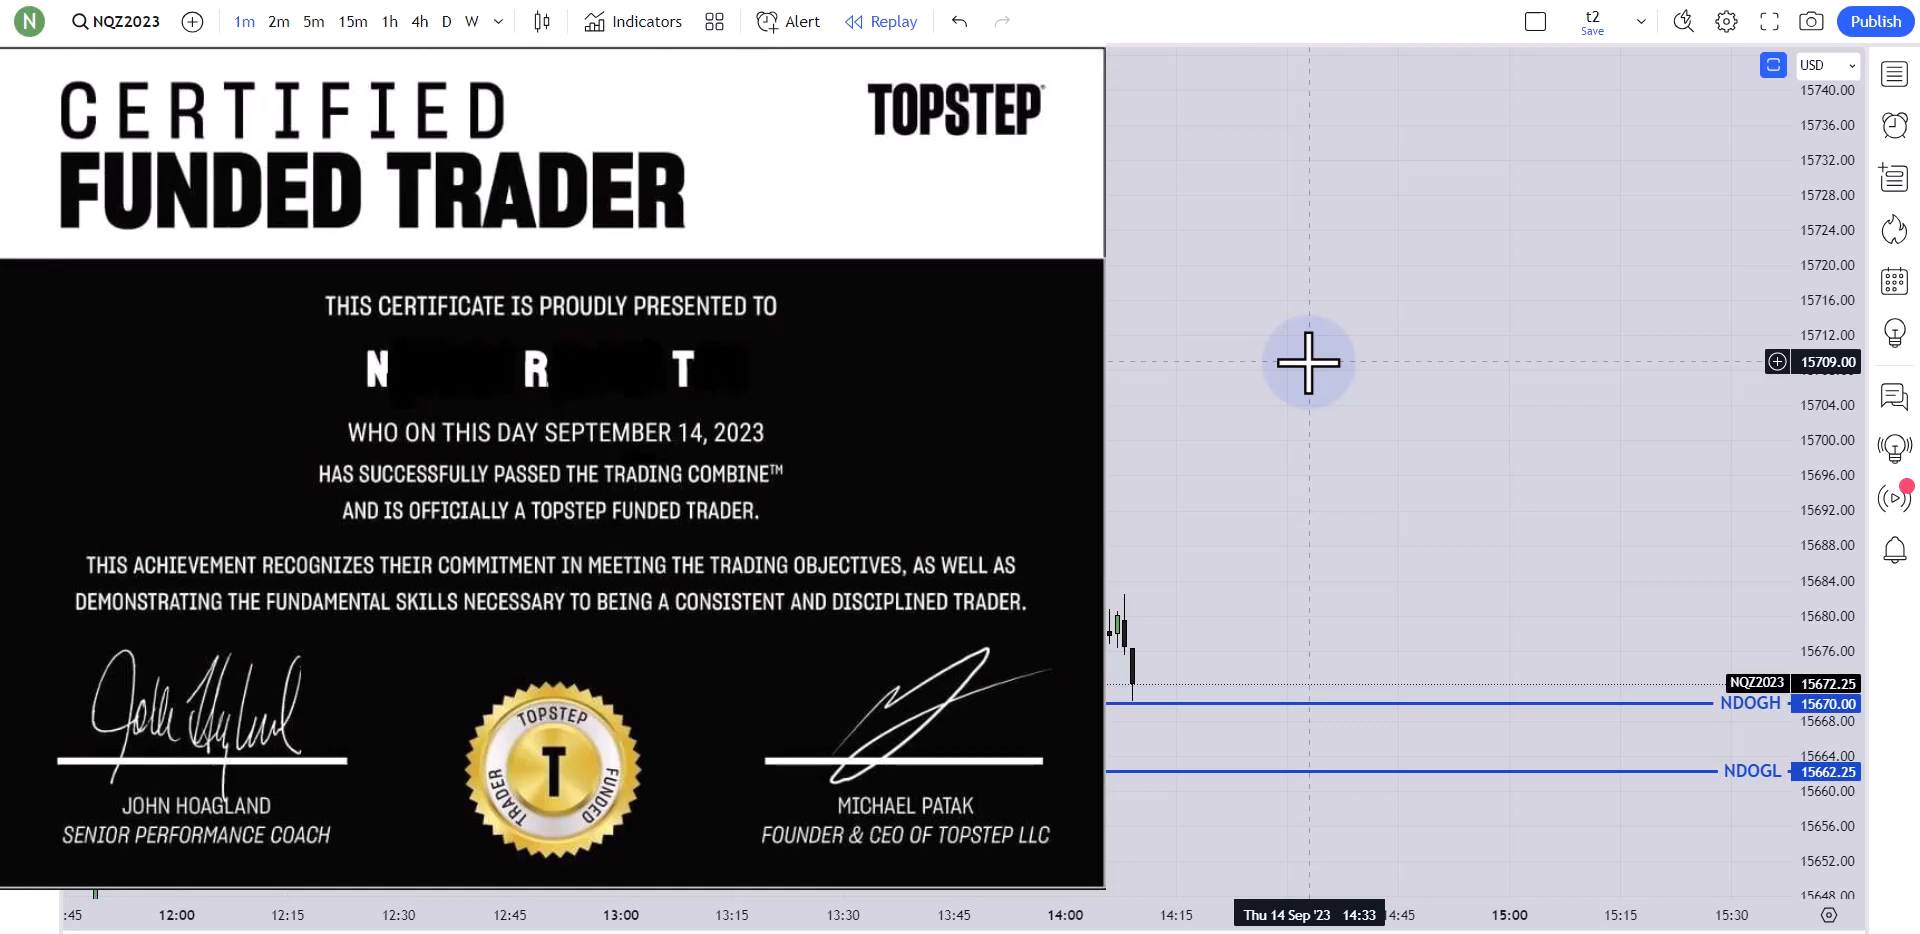 N
NQZ2023
1m 2m 5m 15m 1h 4h D W
Indicators
Alert
Replay
t2
Save
Publish
CERTIFIED
FUNDED TRADER
TOPSTEP
THIS CERTIFICATE IS PROUDLY PRESENTED TO
N R T
WHO ON THIS DAY SEPTEMBER 14, 2023
HAS SUCCESSFULLY PASSED THE TRADING COMBINE™
AND IS OFFICIALLY A TOPSTEP FUNDED TRADER.
THIS ACHIEVEMENT RECOGNIZES THEIR COMMITMENT IN MEETING THE TRADING OBJECTIVES, AS WELL AS
DEMONSTRATING THE FUNDAMENTAL SKILLS NECESSARY TO BEING A CONSISTENT AND DISCIPLINED TRADER.
JOHN HOAGLAND
SENIOR PERFORMANCE COACH
TOPSTEP
T
TRADER
FUNDED
MICHAEL PATAK
FOUNDER & CEO OF TOPSTEP LLC
USD
15740.00
15736.00
15732.00
15728.00
15724.00
15720.00
15716.00
15712.00
15709.00
15704.00
15700.00
15696.00
15692.00
15688.00
15684.00
15680.00
15676.00
NQZ2023 15672.25
NDOGH 15670.00
15668.00
15664.00
NDOGL 15662.25
15660.00
15656.00
15652.00
15648.00
:45 12:00 12:15 12:30 12:45 13:00 13:15 13:30 13:45 14:00 14:15 Thu 14 Sep '23 14:33 4:45 15:00 15:15 15:30